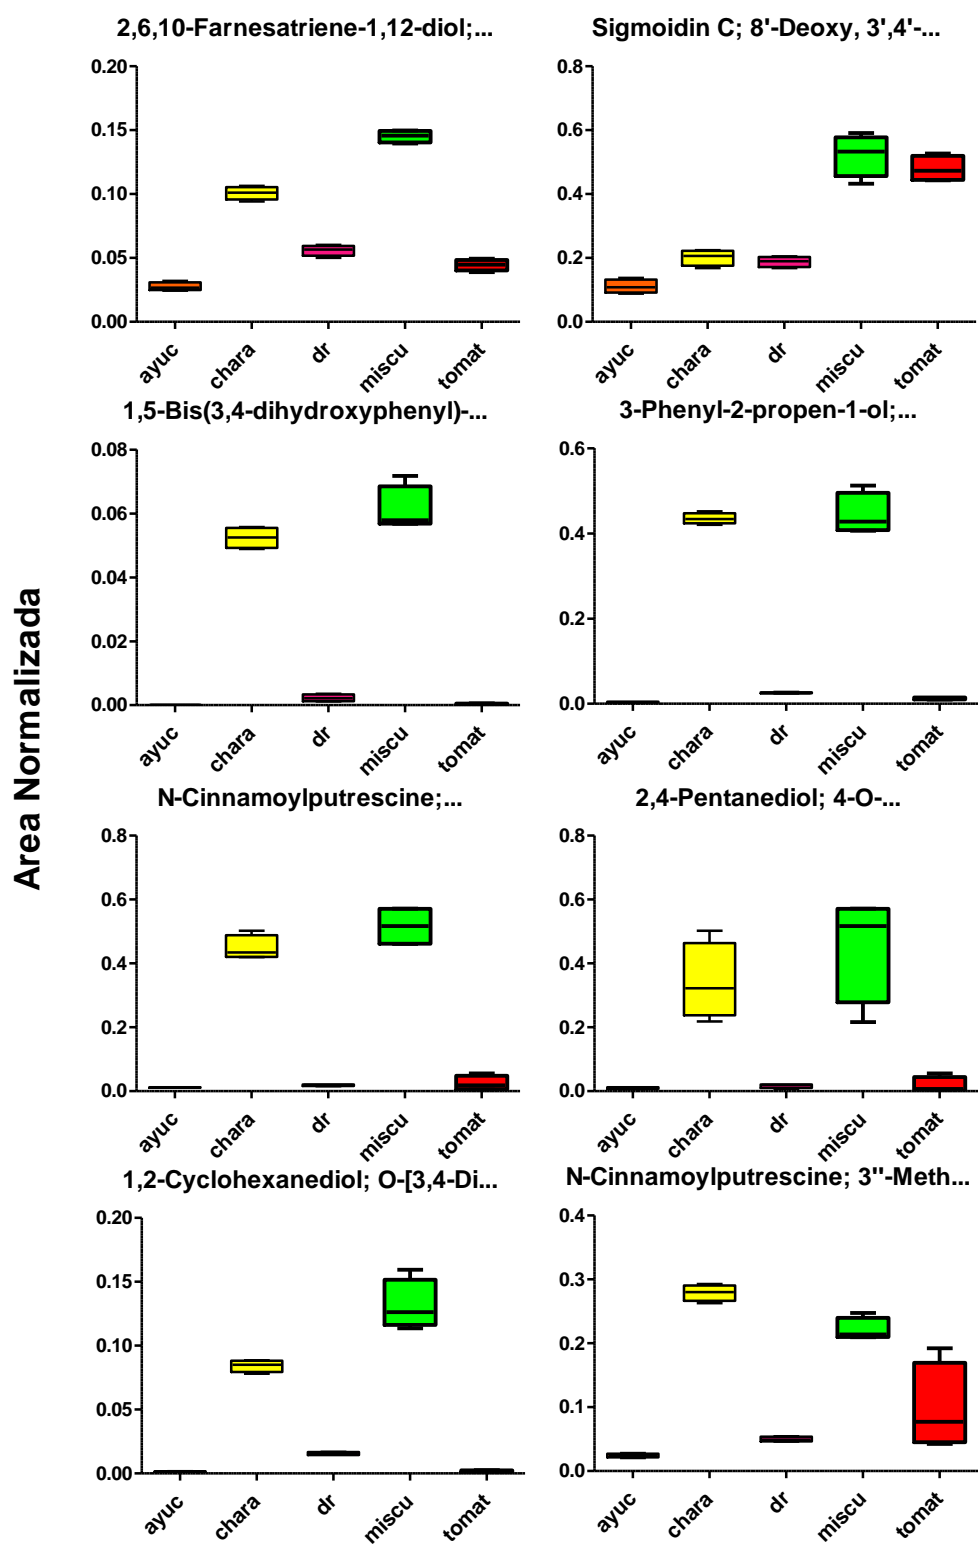 Area Normalizada
2,6,10-Farnesatriene-1,12-diol;...
0.20
0.15
0.10
0.05
0.00
ayuc
chara
dr
miscu
tomat
Sigmoidin C; 8'-Deoxy, 3',4'-...
0.8
0.6
0.4
0.2
0.0
ayuc
chara
dr
miscu
tomat
1,5-Bis(3,4-dihydroxyphenyl)-...
0.08
0.06
0.04
0.02
0.00
ayuc
chara
dr
miscu
tomat
3-Phenyl-2-propen-1-ol;...
0.6
0.4
0.2
0.0
ayuc
chara
dr
miscu
tomat
N-Cinnamoylputrescine;...
0.8
0.6
0.4
0.2
0.0
ayuc
chara
dr
miscu
tomat
2,4-Pentanediol; 4-O-...
0.8
0.6
0.4
0.2
0.0
ayuc
chara
dr
miscu
tomat
1,2-Cyclohexanediol; O-[3,4-Di...
0.20
0.15
0.10
0.05
0.00
ayuc
chara
dr
miscu
tomat
N-Cinnamoylputrescine; 3''-Meth...
0.4
0.3
0.2
0.1
0.0
ayuc
chara
dr
miscu
tomat